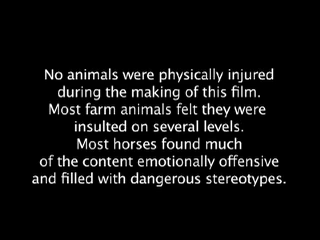 No animals were physically injured
during the making of this film.
Most farm animals felt they were
insulted on several levels.
Most horses found much
of the content emotionally offensive
and filled with dangerous stereotypes.